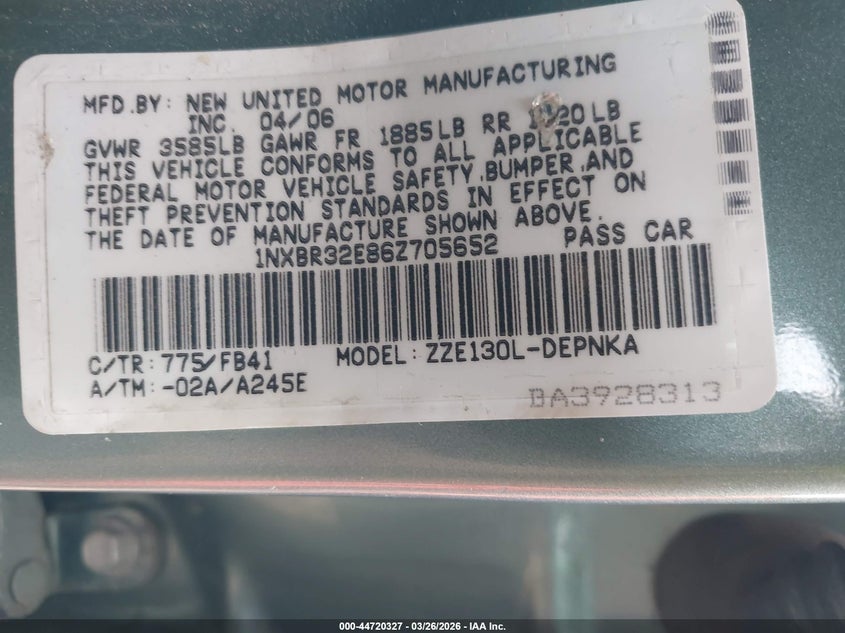 MFD.BY: NEW UNITED MOTOR MANUFACTURING
INC. 04/06
GVWR 3585LB GAWR FR 1885LB RR LB
THIS VEHICLE CONFORMS TO ALL APPLICABLE
FEDERAL MOTOR VEHICLE SAFETY,BUMPER,AND
THEFT PREVENTION STANDARDS IN EFFECT ON
THE DATE OF MANUFACTURE SHOWN ABOVE.
1NXBR32E86Z705652 PASS CAR
C/TR: 775/FB41 MODEL: ZZE130L-DEPNKA
A/TM: -02A/A245E
BA3928313
000-44720327 | 03/26/2026 - IAA Inc.